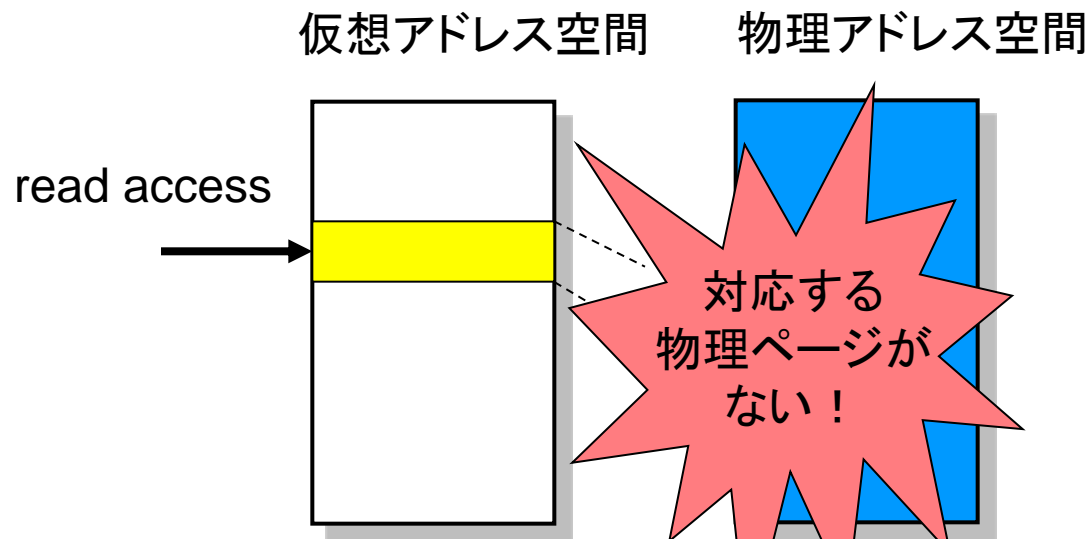 仮想アドレス空間
物理アドレス空間
read access
対応する
物理ページが
ない！